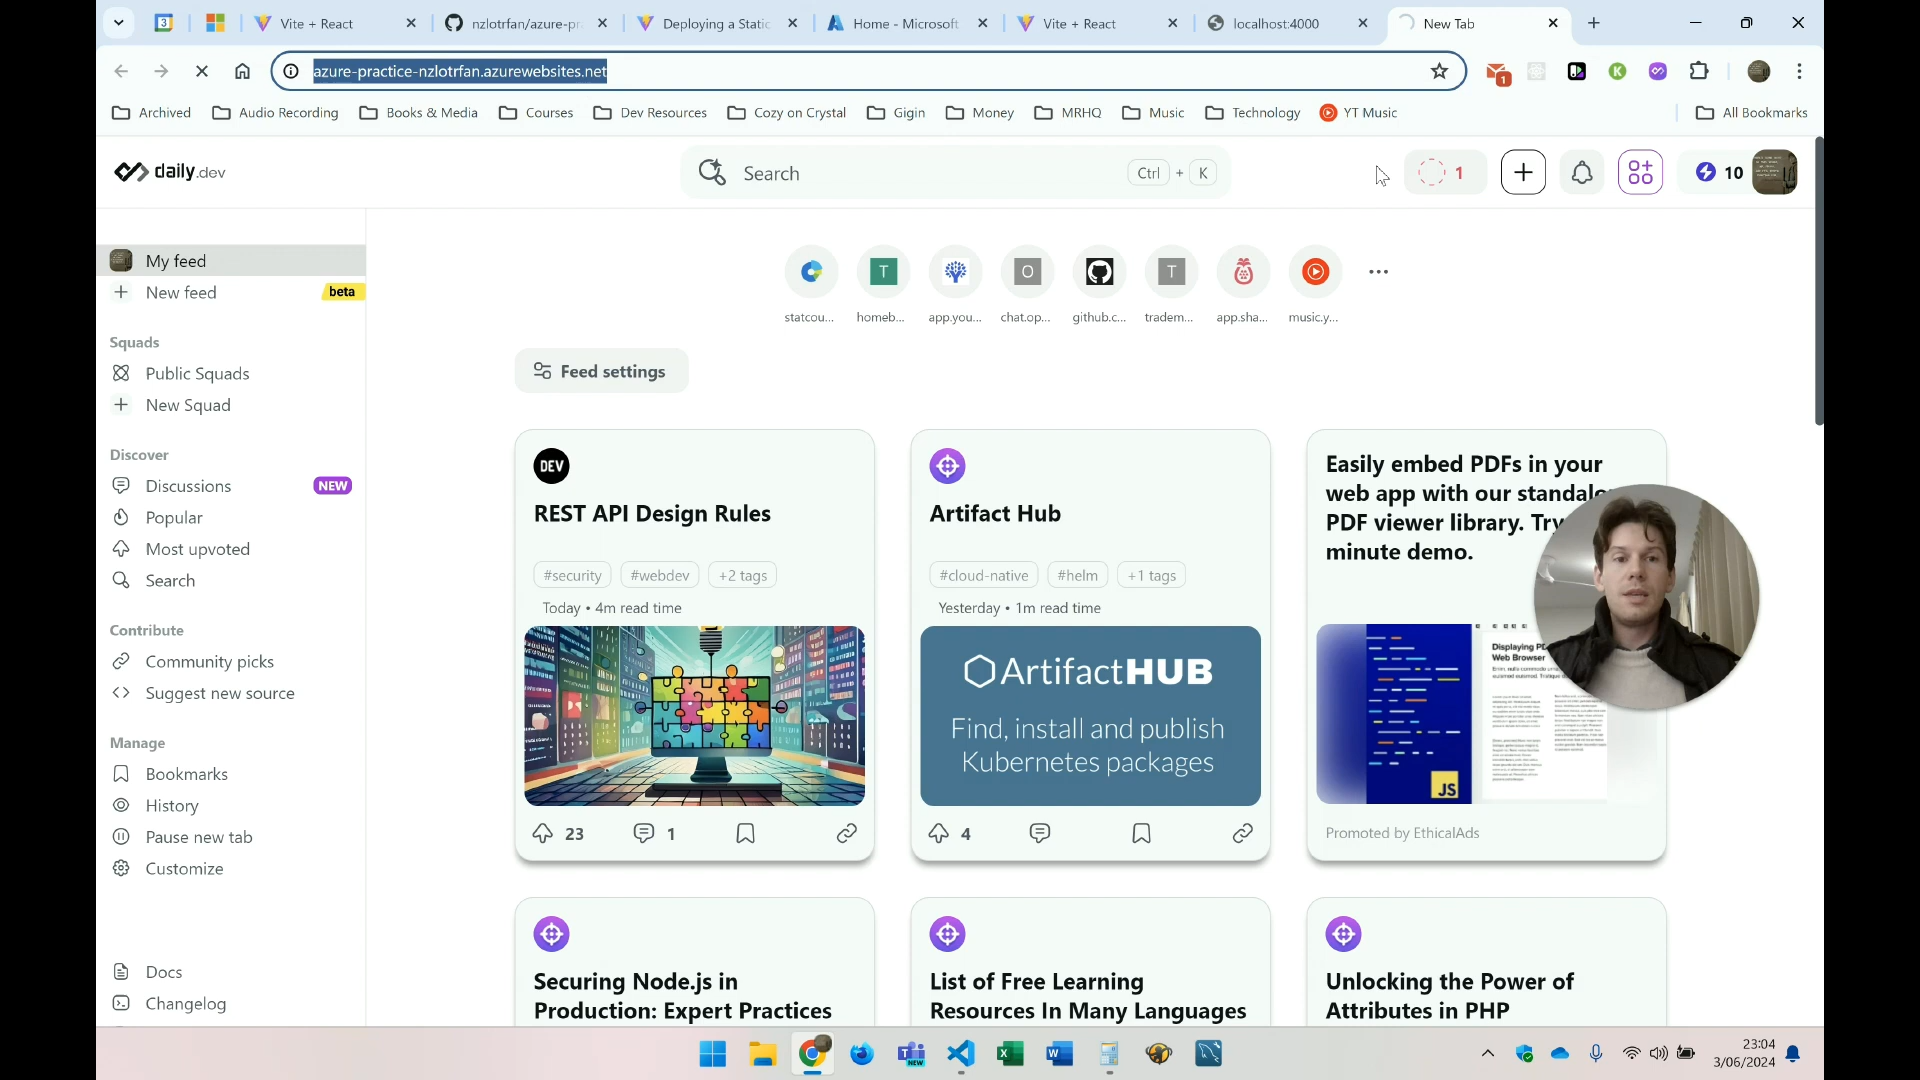 3
Vite + React
nzlotrfan/azure-pr
Deploying a Static
Home - Microsoft
Vite + React
localhost:4000
New Tab
azure-practice-nzlotrfan.azurewebsites.net
1
K
Archived
Audio Recording
Books & Media
Courses
Dev Resources
Cozy on Crystal
Gigin
Money
MRHQ
Music
Technology
YT Music
All Bookmarks
daily.dev
Search
Ctrl + K
1
10
My feed
New feed
beta
Squads
Public Squads
New Squad
Discover
Discussions
NEW
Popular
Most upvoted
Search
Contribute
Community picks
Suggest new source
Manage
Bookmarks
History
Pause new tab
Customize
Docs
Changelog
T
O
T
statcou...
homeb...
app.you...
chat.op...
github.c...
tradem...
app.sha...
music.y...
Feed settings
DEV
REST API Design Rules
#security
#webdev
+2 tags
Today • 4m read time
23
1
Artifact Hub
#cloud-native
#helm
+1 tags
Yesterday • 1m read time
ArtifactHUB
Find, install and publish
Kubernetes packages
4
Easily embed PDFs in your
web app with our standalo
PDF viewer library. Try
minute demo.
Displaying PD
Web Browser
JS
Promoted by EthicalAds
Securing Node.js in
Production: Expert Practices
List of Free Learning
Resources In Many Languages
Unlocking the Power of
Attributes in PHP
NEW
23:04
3/06/2024